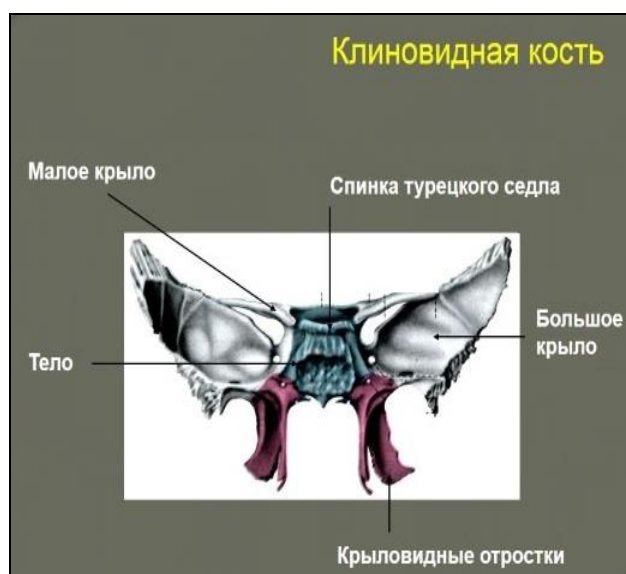 Клиновидная кость
Малое крыло
Спинка турецкого седла
Большое
крыло
Тело
Крыловидные отростки